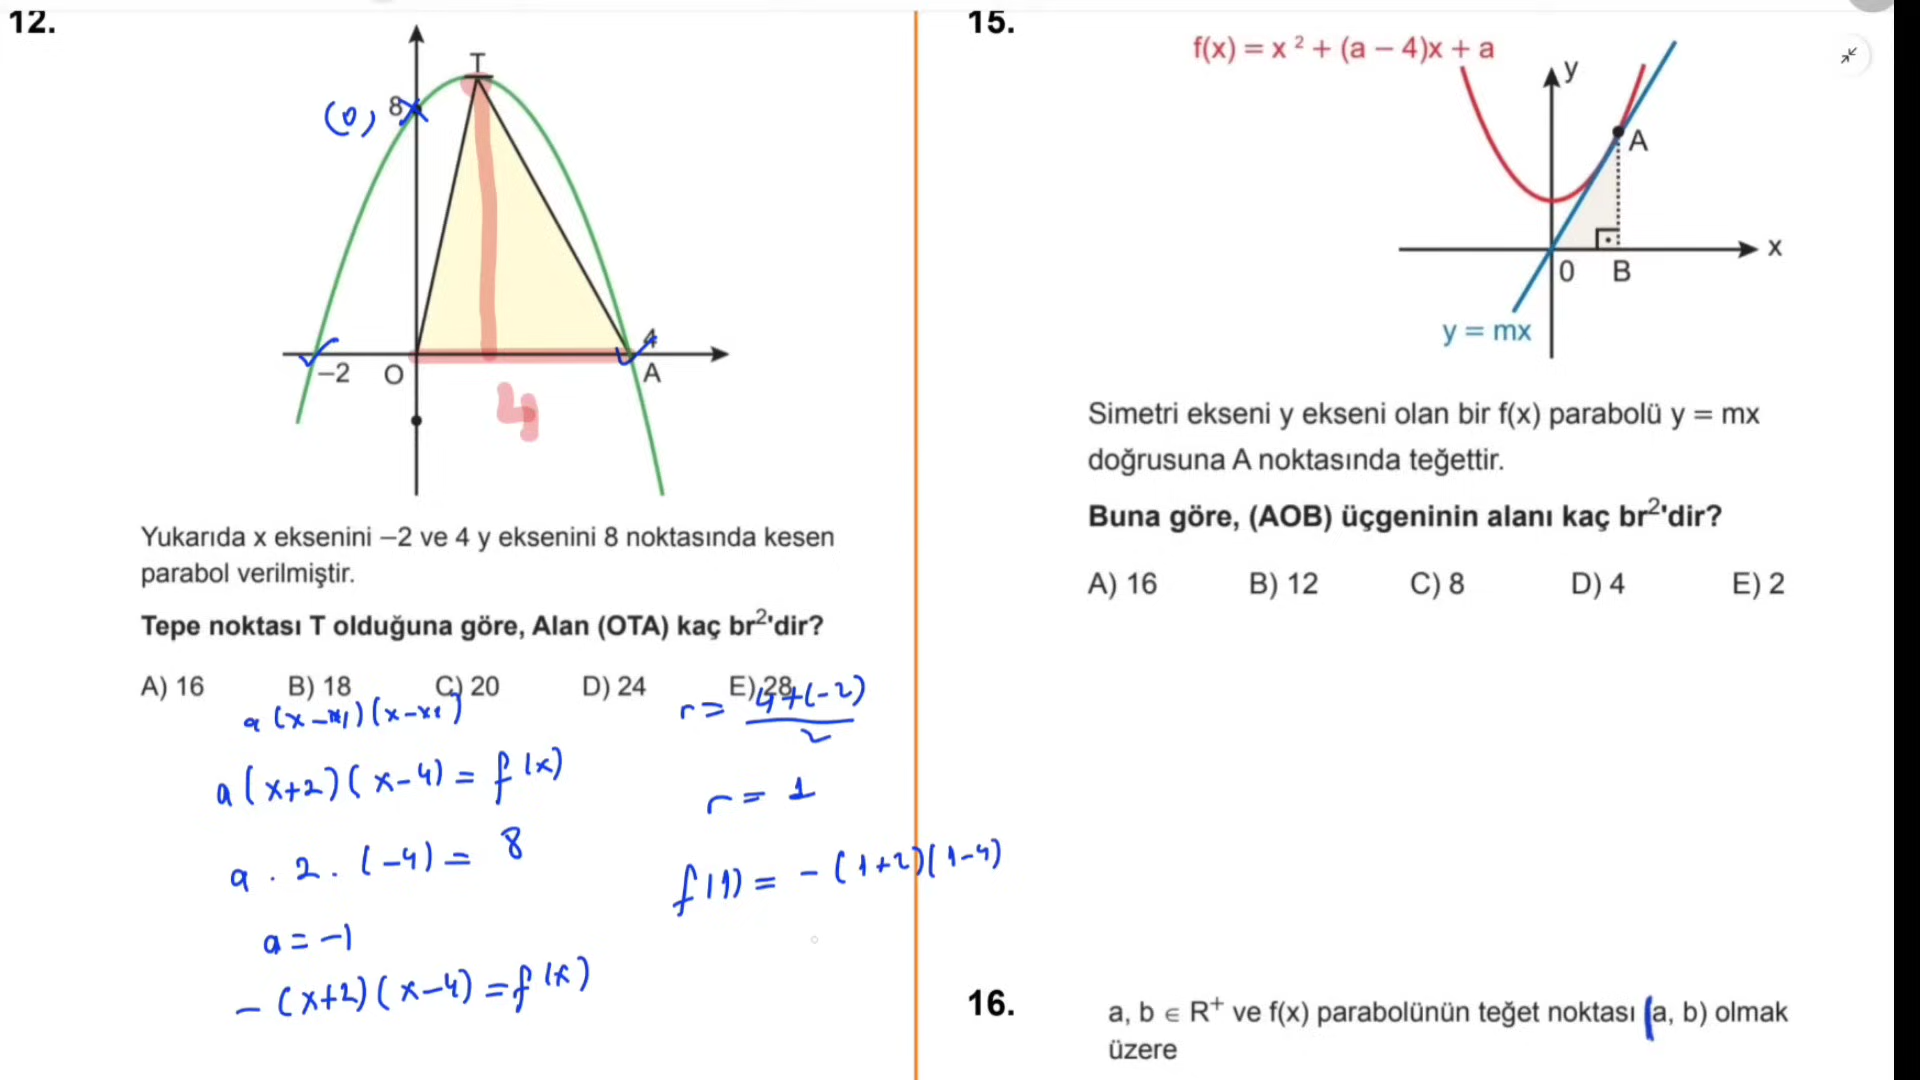 12.
T
(0, 8
4
-2 O A
4
Yukarıda x eksenini –2 ve 4 y eksenini 8 noktasında kesen
parabol verilmiştir.
Tepe noktası T olduğuna göre, Alan (OTA) kaç br²'dir?
A) 16 B) 18 C) 20 D) 24 E) 28
a(x-x₁)(x-x₂)
a(x+2)(x-4) = f(x)
a . 2 . (-4) = 8
a = -1
- (x+2)(x-4) = f(x)
r = 4+(-2)
2
r = 1
f(1) = - (1+2)(1-4)
15.
f(x) = x² + (a – 4)x + a
y
A
x
0 B
y = mx
Simetri ekseni y ekseni olan bir f(x) parabolü y = mx
doğrusuna A noktasında teğettir.
Buna göre, (AOB) üçgeninin alanı kaç br²'dir?
A) 16 B) 12 C) 8 D) 4 E) 2
16.
a, b ∈ R⁺ ve f(x) parabolünün teğet noktası (a, b) olmak
üzere